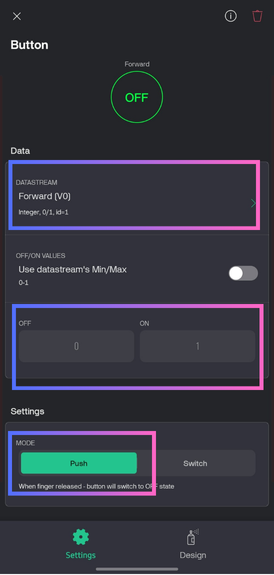 Button
Forward
OFF
Data
DATASTREAM
Forward (V0)
Integer, 0/1, id=1
OFF/ON VALUES
Use datastream's Min/Max
0-1
OFF ON
0 1
Settings
MODE
Push Switch
When finger released - button will switch to OFF state
Settings Design